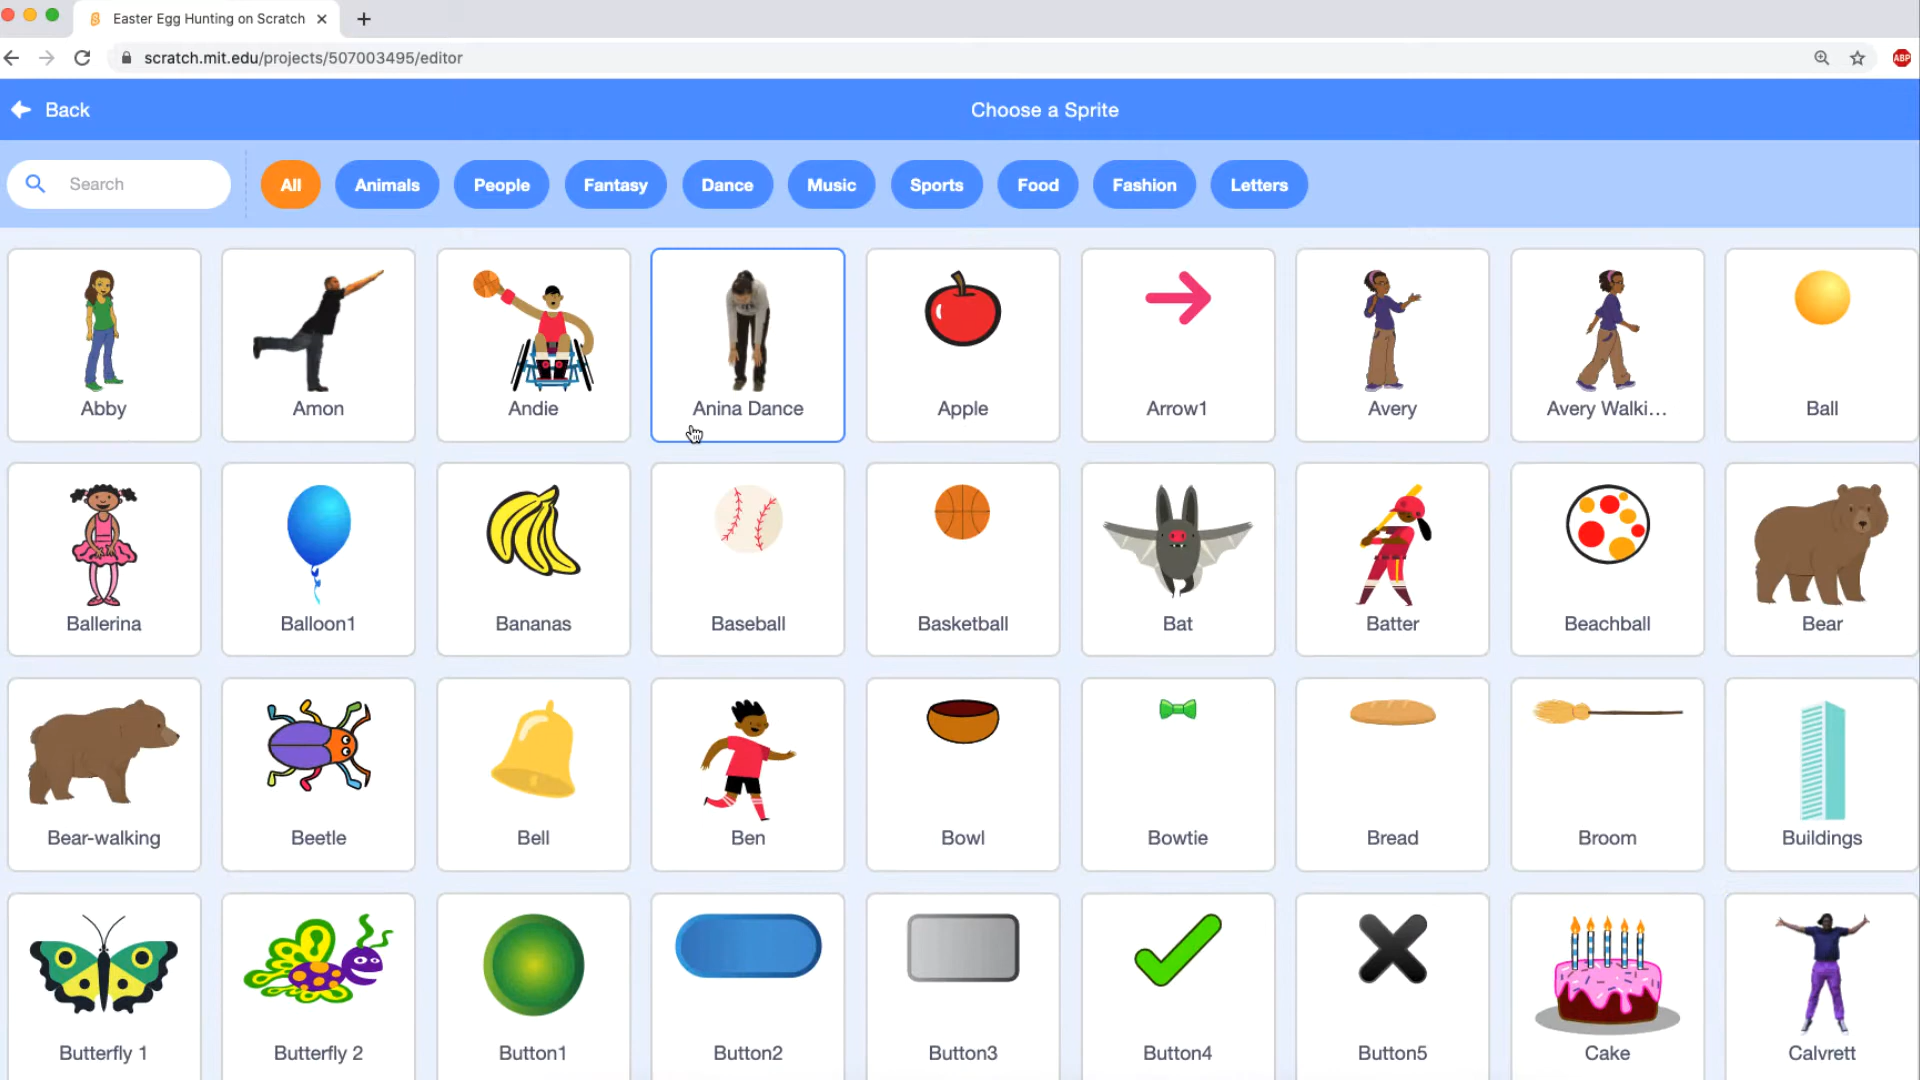 Easter Egg Hunting on Scratch
scratch.mit.edu/projects/507003495/editor
ABP
Back
Choose a Sprite
Search
All
Animals
People
Fantasy
Dance
Music
Sports
Food
Fashion
Letters
Abby
Amon
Andie
Anina Dance
Apple
Arrow1
Avery
Avery Walki...
Ball
Ballerina
Balloon1
Bananas
Baseball
Basketball
Bat
Batter
Beachball
Bear
Bear-walking
Beetle
Bell
Ben
Bowl
Bowtie
Bread
Broom
Buildings
Butterfly 1
Butterfly 2
Button1
Button2
Button3
Button4
Button5
Cake
Calvrett